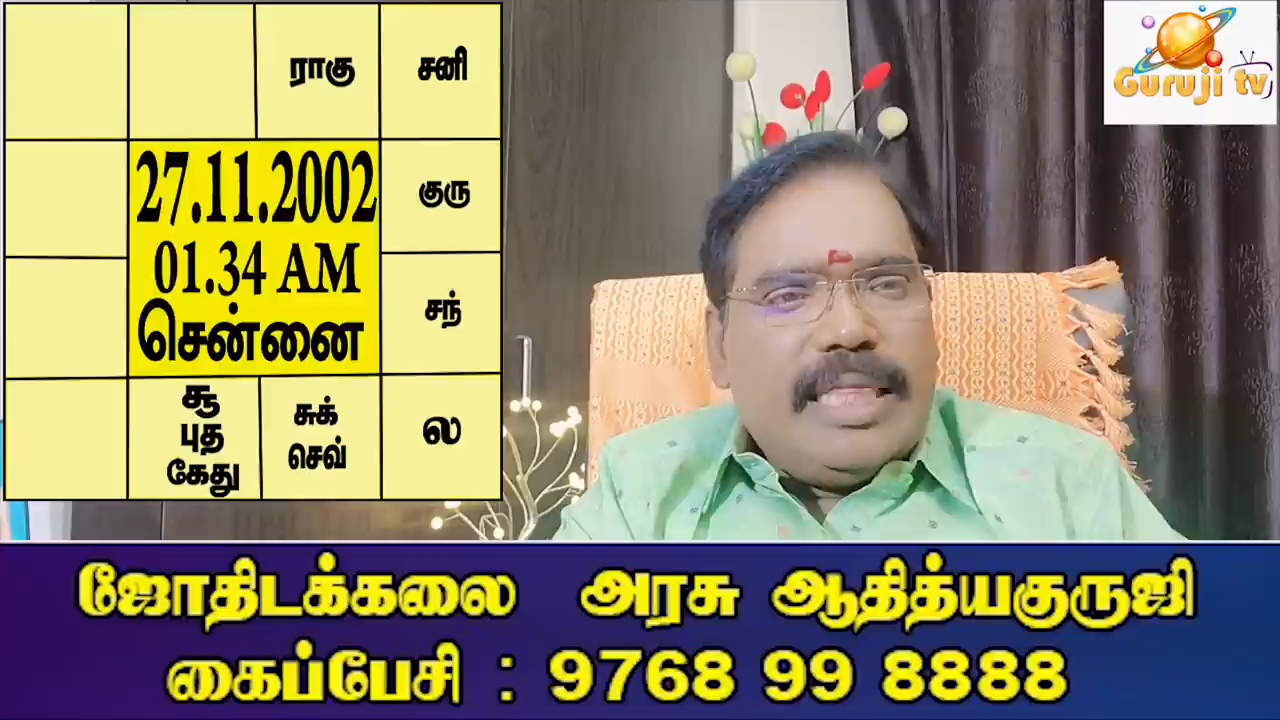 ராகு
சனி
Guruji tv
27.11.2002
01.34 AM
சென்னை
குரு
சந்
சூ
புத
கேது
சுக்
செவ்
ல
ஜோதிடக்கலை அரசு ஆதித்யகுருஜி
கைப்பேசி : 9768 99 8888